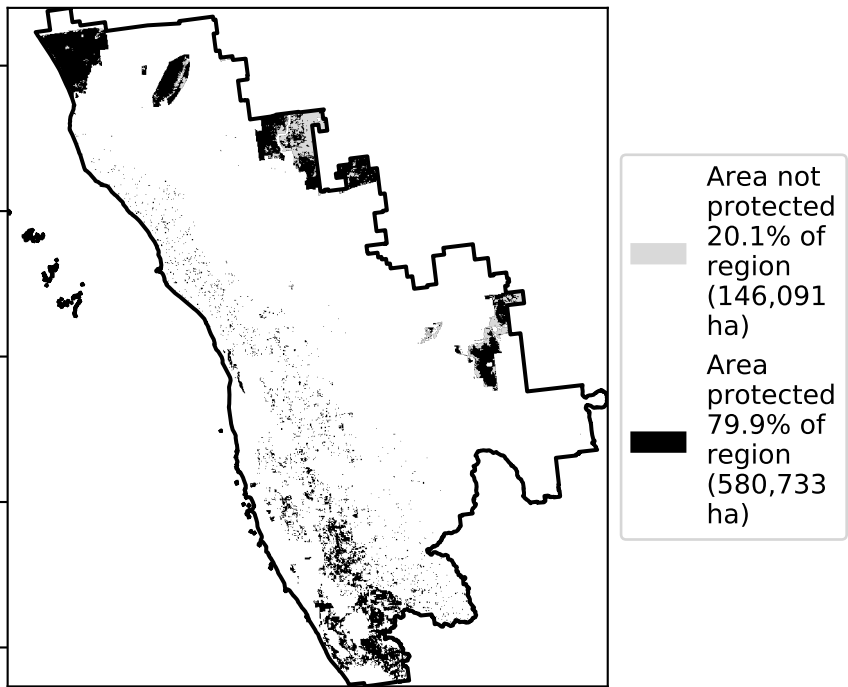 Area not
protected
20.1% of
region
(146,091
ha)
Area
protected
79.9% of
region
(580,733
ha)